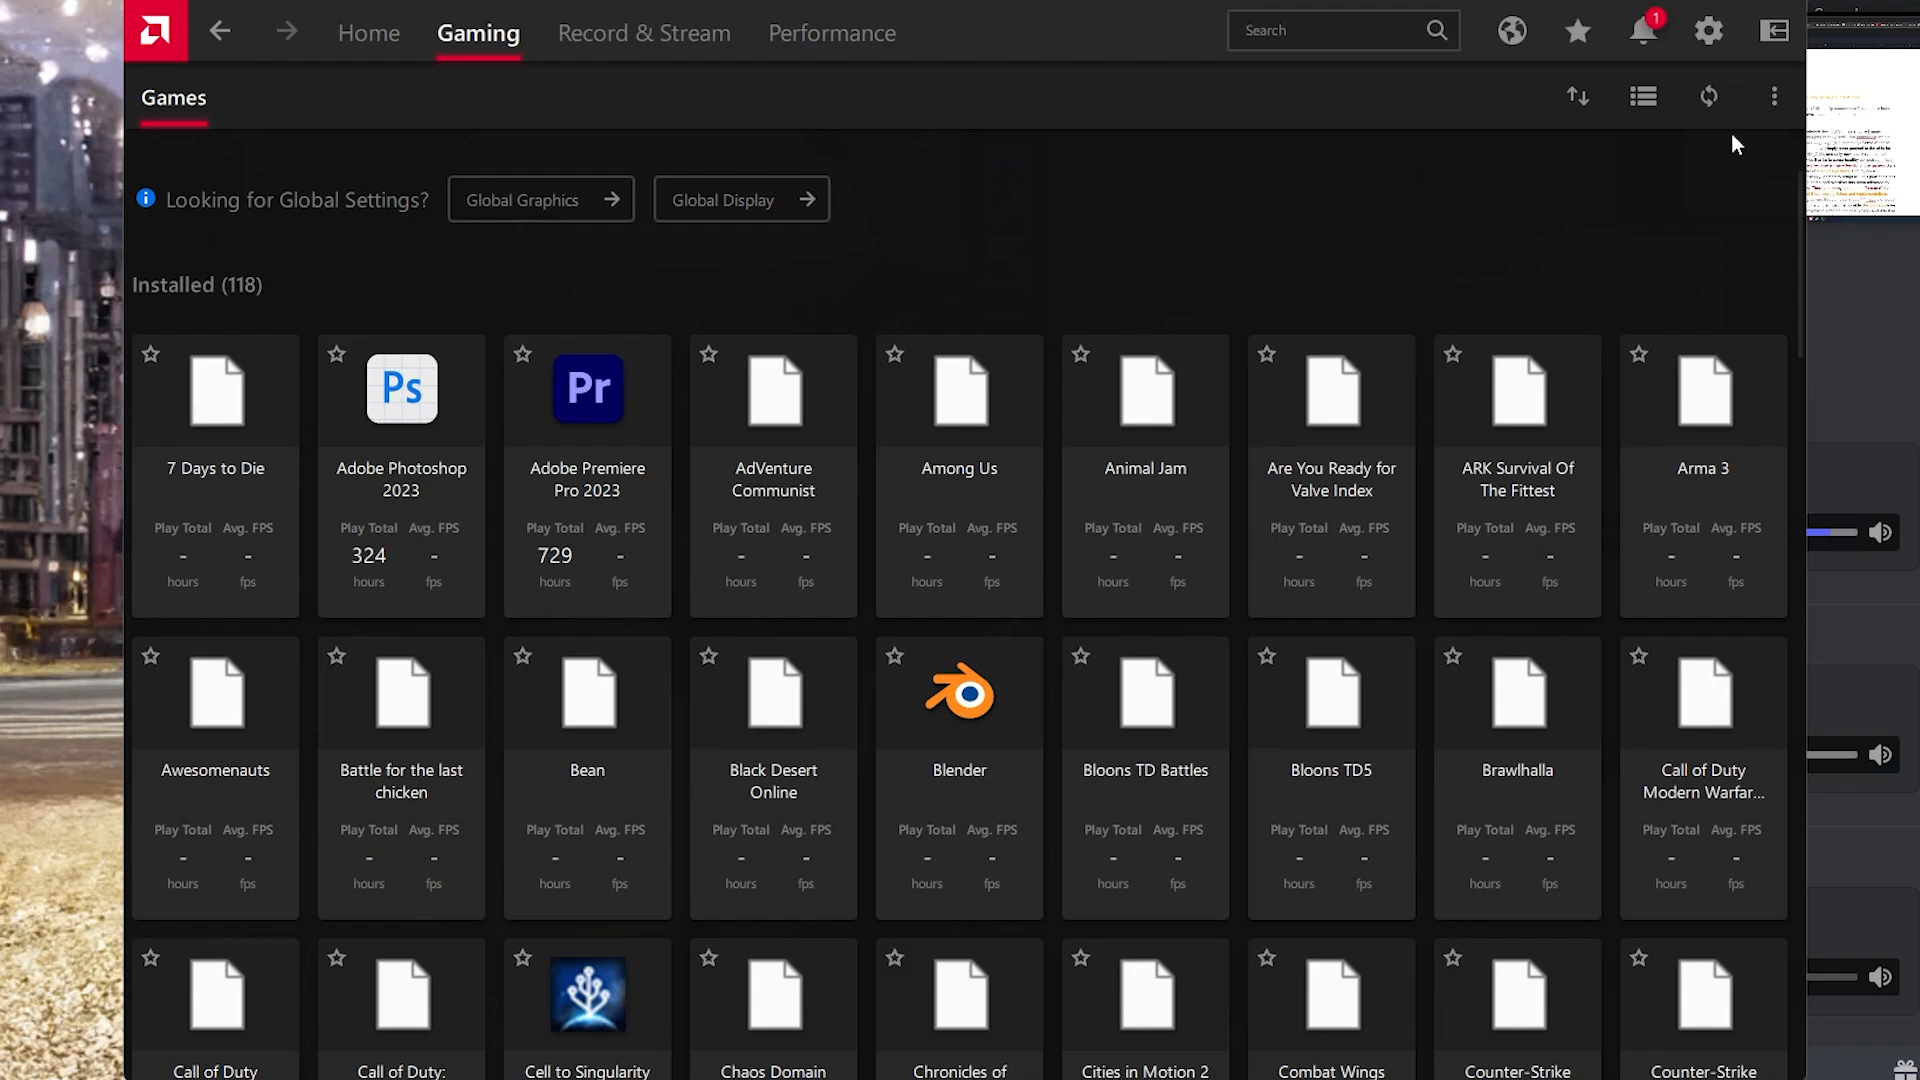 Home Gaming Record & Stream Performance Search 1
Games
Looking for Global Settings? Global Graphics Global Display
Installed (118)
7 Days to Die
Play Total Avg. FPS
- -
hours fps
Ps
Adobe Photoshop
2023
Play Total Avg. FPS
324 -
hours fps
Pr
Adobe Premiere
Pro 2023
Play Total Avg. FPS
729 -
hours fps
AdVenture
Communist
Play Total Avg. FPS
- -
hours fps
Among Us
Play Total Avg. FPS
- -
hours fps
Animal Jam
Play Total Avg. FPS
- -
hours fps
Are You Ready for
Valve Index
Play Total Avg. FPS
- -
hours fps
ARK Survival Of
The Fittest
Play Total Avg. FPS
- -
hours fps
Arma 3
Play Total Avg. FPS
- -
hours fps
Awesomenauts
Play Total Avg. FPS
- -
hours fps
Battle for the last
chicken
Play Total Avg. FPS
- -
hours fps
Bean
Play Total Avg. FPS
- -
hours fps
Black Desert
Online
Play Total Avg. FPS
- -
hours fps
Blender
Play Total Avg. FPS
- -
hours fps
Bloons TD Battles
Play Total Avg. FPS
- -
hours fps
Bloons TD5
Play Total Avg. FPS
- -
hours fps
Brawlhalla
Play Total Avg. FPS
- -
hours fps
Call of Duty
Modern Warfar...
Play Total Avg. FPS
- -
hours fps
Call of Duty
Call of Duty:
Cell to Singularity
Chaos Domain
Chronicles of
Cities in Motion 2
Combat Wings
Counter-Strike
Counter-Strike